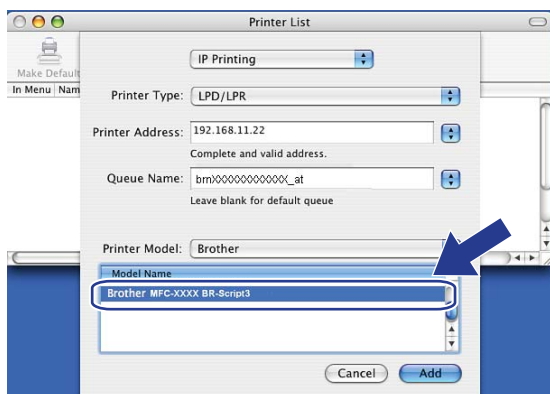 Printer List
IP Printing
Make Default
In Menu Nam
Printer Type: LPD/LPR
Printer Address: 192.168.11.22
Complete and valid address.
Queue Name: brnXXXXXXXXXXXX_at
Leave blank for default queue
Printer Model: Brother
Model Name
Brother MFC-XXXX BR-Script3
Cancel Add